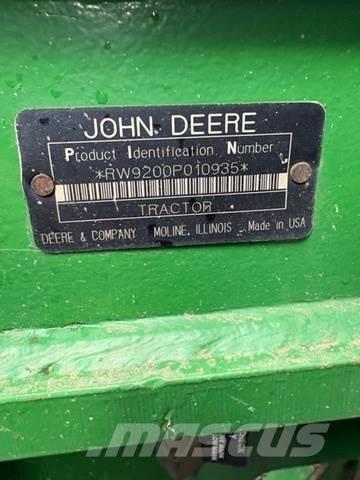 JOHN DEERE
Product Identification Number
*RW9200P010935*
TRACTOR
DEERE & COMPANY MOLINE, ILLINOIS Made in USA
MASCUS